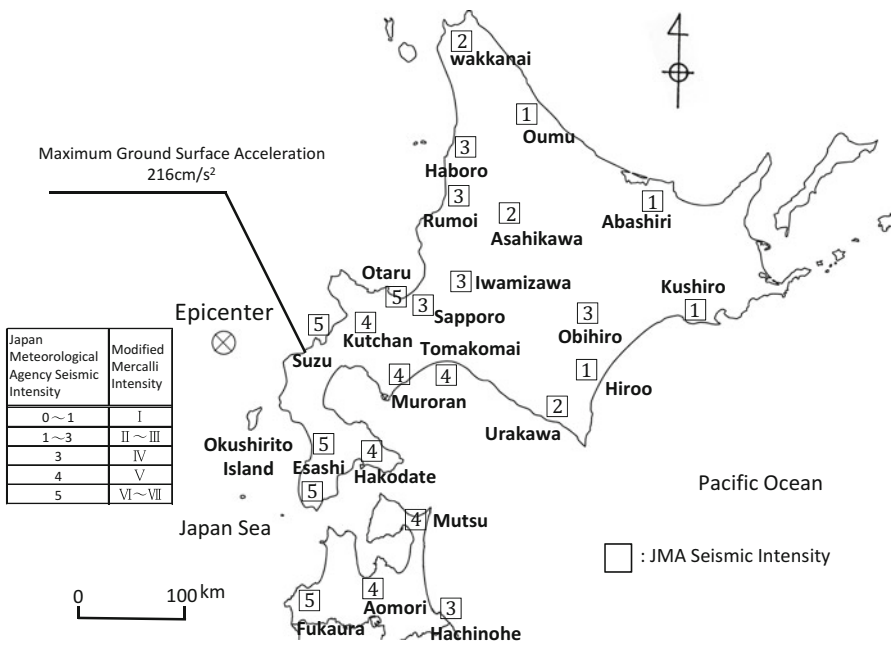 2
wakkanai
1
Oumu
Maximum Ground Surface Acceleration
216cm/s²
3
Haboro
3
Rumoi
2
Asahikawa
1
Abashiri
Otaru
5
3
Iwamizawa
3
Sapporo
Kushiro
1
Epicenter
5
Suzu
4
Kutchan
3
Obihiro
Tomakomai
4
4
Muroran
1
Hiroo
2
Urakawa
Japan Meteorological Agency Seismic Intensity
Modified Mercalli Intensity
0～1 Ⅰ
1～3 Ⅱ～Ⅲ
3 Ⅳ
4 Ⅴ
5 Ⅵ～Ⅶ
Okushirito
Island
5
Esashi
4
Hakodate
5
Pacific Ocean
Japan Sea
4
Mutsu
: JMA Seismic Intensity
0 100 km
5
Fukaura
4
Aomori
3
Hachinohe